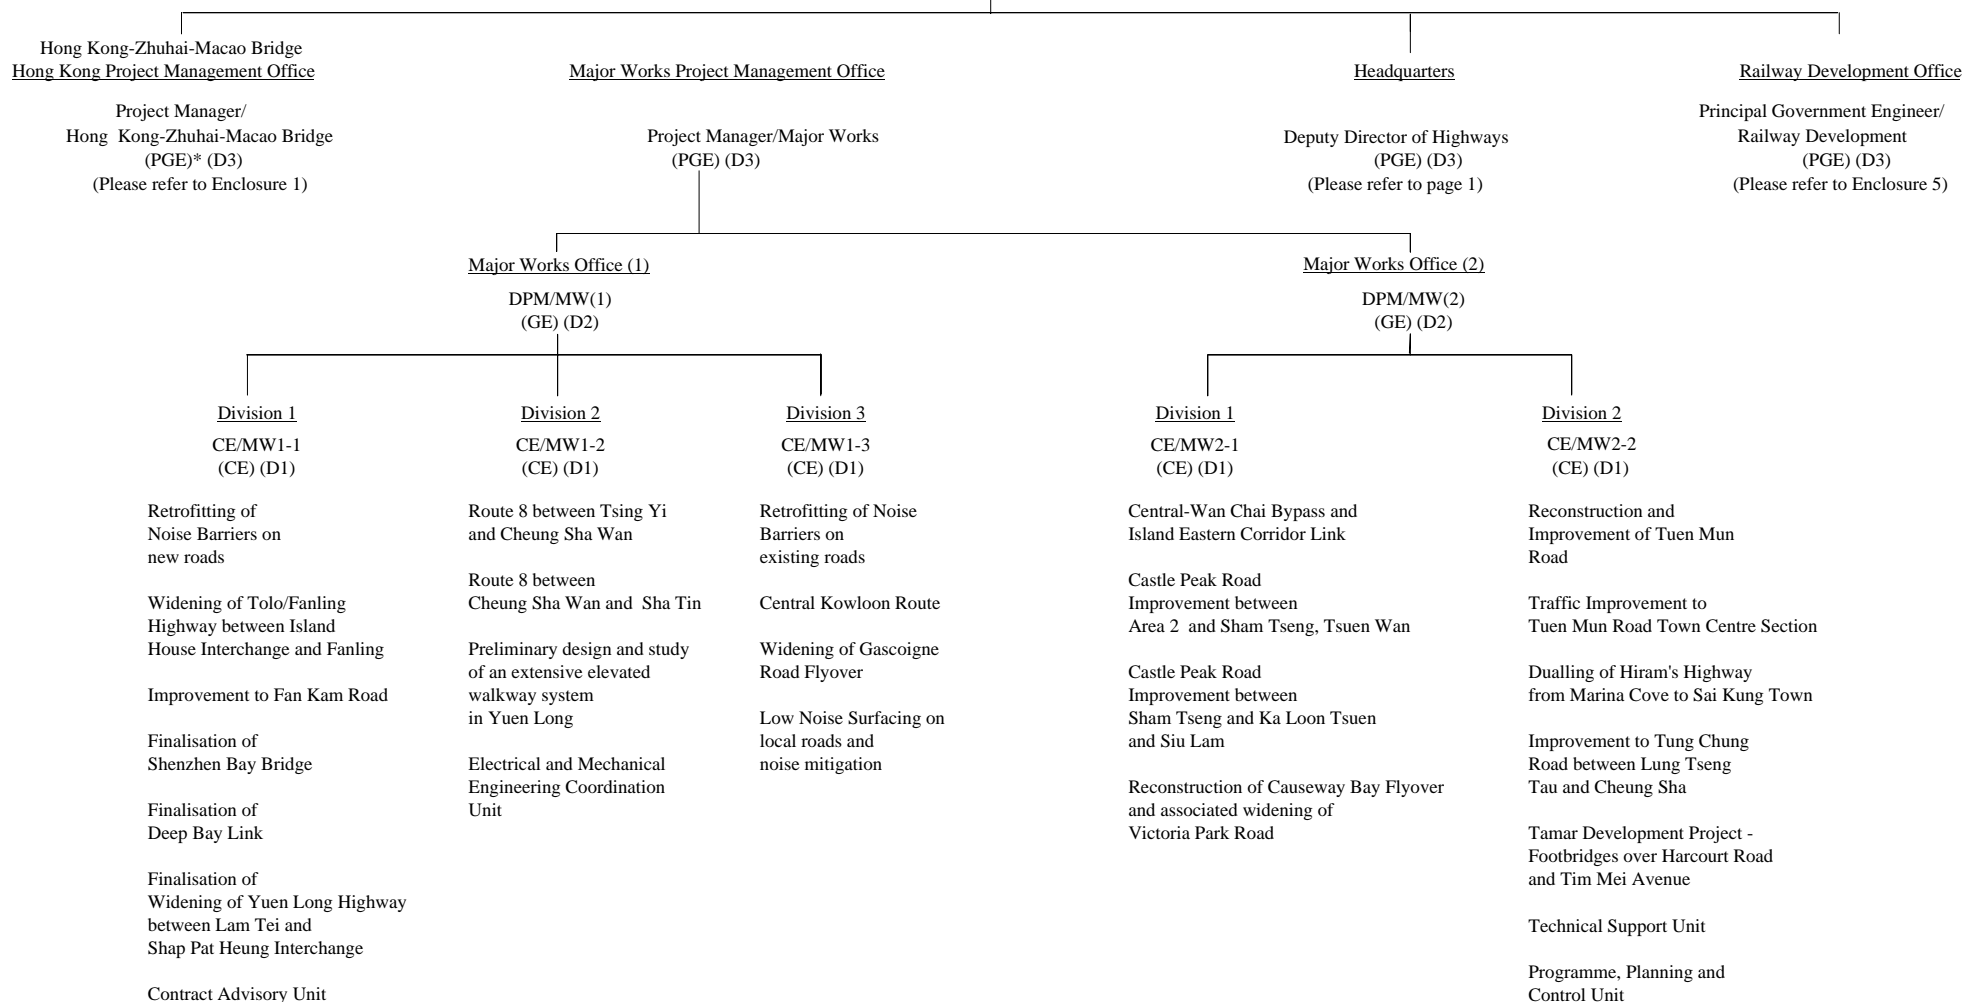 Hong Kong-Zhuhai-Macao Bridge
Hong Kong Project Management Office
Project Manager/
Hong Kong-Zhuhai-Macao Bridge
(PGE)* (D3)
(Please refer to Enclosure 1)
Major Works Project Management Office
Project Manager/Major Works
(PGE) (D3)
Headquarters
Deputy Director of Highways
(PGE) (D3)
(Please refer to page 1)
Railway Development Office
Principal Government Engineer/
Railway Development
(PGE) (D3)
(Please refer to Enclosure 5)
Major Works Office (1)
DPM/MW(1)
(GE) (D2)
Major Works Office (2)
DPM/MW(2)
(GE) (D2)
Division 1
CE/MW1-1
(CE) (D1)
Retrofitting of
Noise Barriers on
new roads
Widening of Tolo/Fanling
Highway between Island
House Interchange and Fanling
Improvement to Fan Kam Road
Finalisation of
Shenzhen Bay Bridge
Finalisation of
Deep Bay Link
Finalisation of
Widening of Yuen Long Highway
between Lam Tei and
Shap Pat Heung Interchange
Contract Advisory Unit
Division 2
CE/MW1-2
(CE) (D1)
Route 8 between Tsing Yi
and Cheung Sha Wan
Route 8 between
Cheung Sha Wan and Sha Tin
Preliminary design and study
of an extensive elevated
walkway system
in Yuen Long
Electrical and Mechanical
Engineering Coordination
Unit
Division 3
CE/MW1-3
(CE) (D1)
Retrofitting of Noise
Barriers on
existing roads
Central Kowloon Route
Widening of Gascoigne
Road Flyover
Low Noise Surfacing on
local roads and
noise mitigation
Division 1
CE/MW2-1
(CE) (D1)
Central-Wan Chai Bypass and
Island Eastern Corridor Link
Castle Peak Road
Improvement between
Area 2 and Sham Tseng, Tsuen Wan
Castle Peak Road
Improvement between
Sham Tseng and Ka Loon Tsuen
and Siu Lam
Reconstruction of Causeway Bay Flyover
and associated widening of
Victoria Park Road
Division 2
CE/MW2-2
(CE) (D1)
Reconstruction and
Improvement of Tuen Mun
Road
Traffic Improvement to
Tuen Mun Road Town Centre Section
Dualling of Hiram's Highway
from Marina Cove to Sai Kung Town
Improvement to Tung Chung
Road between Lung Tseng
Tau and Cheung Sha
Tamar Development Project -
Footbridges over Harcourt Road
and Tim Mei Avenue
Technical Support Unit
Programme, Planning and
Control Unit